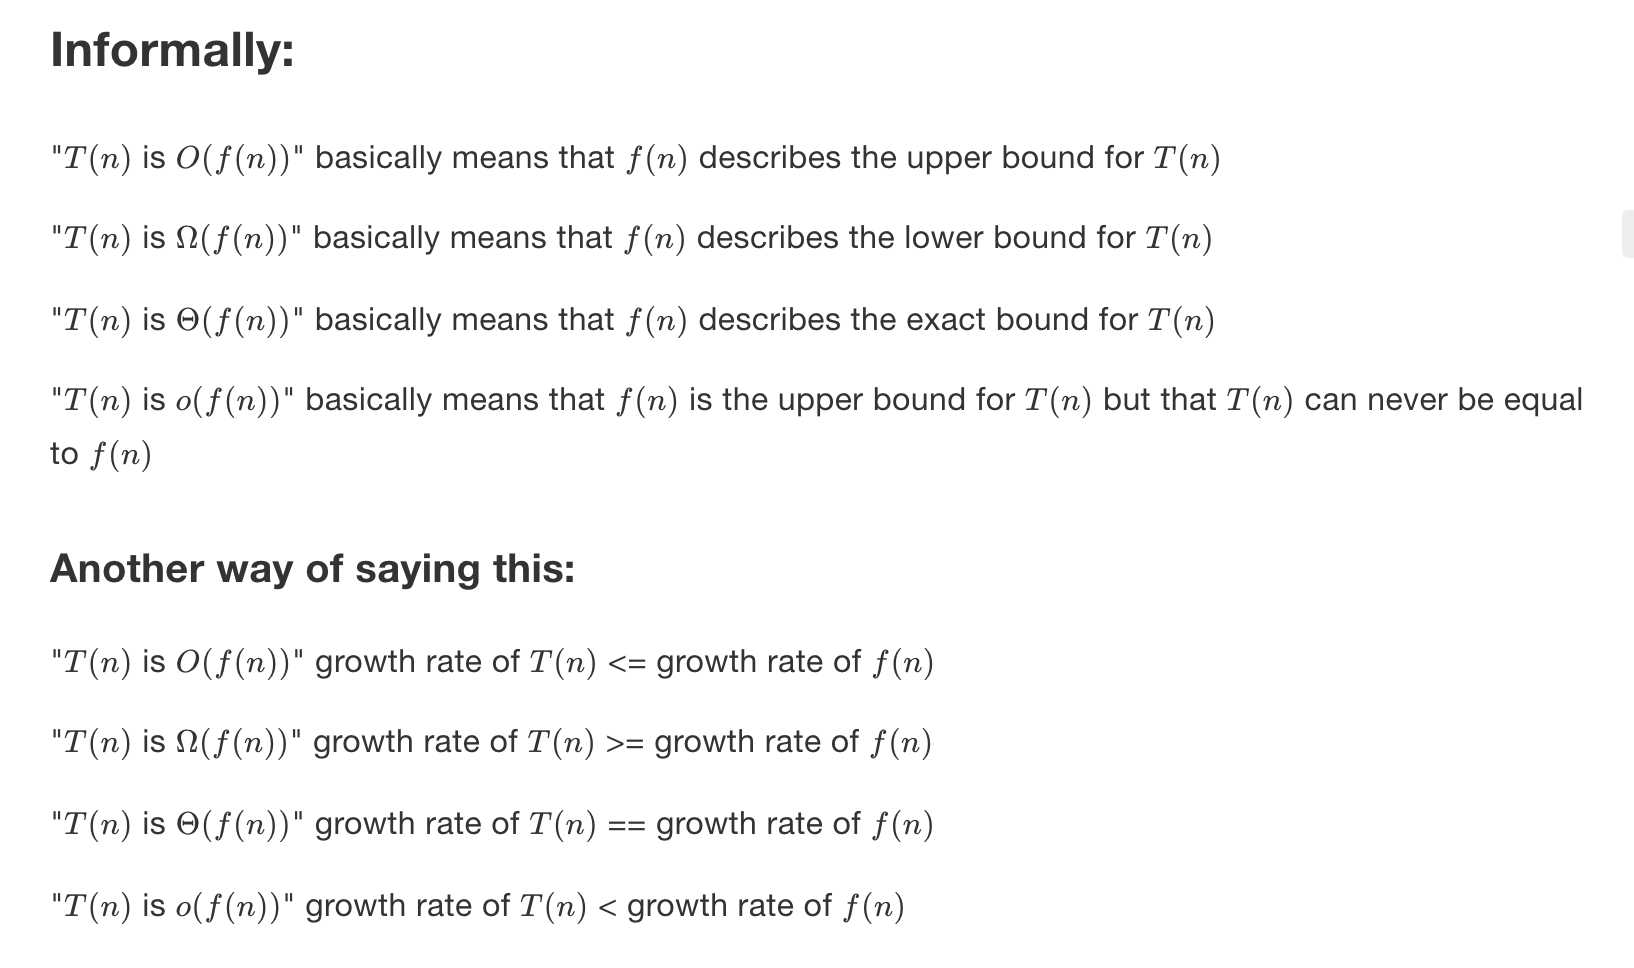 Informally:
"T(n) is O(f(n))" basically means that f(n) describes the upper bound for T(n)
"T(n) is Ω(f(n))" basically means that f(n) describes the lower bound for T(n)
"T(n) is Θ(f(n))" basically means that f(n) describes the exact bound for T(n)
"T(n) is o(f(n))" basically means that f(n) is the upper bound for T(n) but that T(n) can never be equal
to f(n)
Another way of saying this:
"T(n) is O(f(n))" growth rate of T(n) <= growth rate of f(n)
"T(n) is Ω(f(n))" growth rate of T(n) >= growth rate of f(n)
"T(n) is Θ(f(n))" growth rate of T(n) == growth rate of f(n)
"T(n) is o(f(n))" growth rate of T(n) < growth rate of f(n)